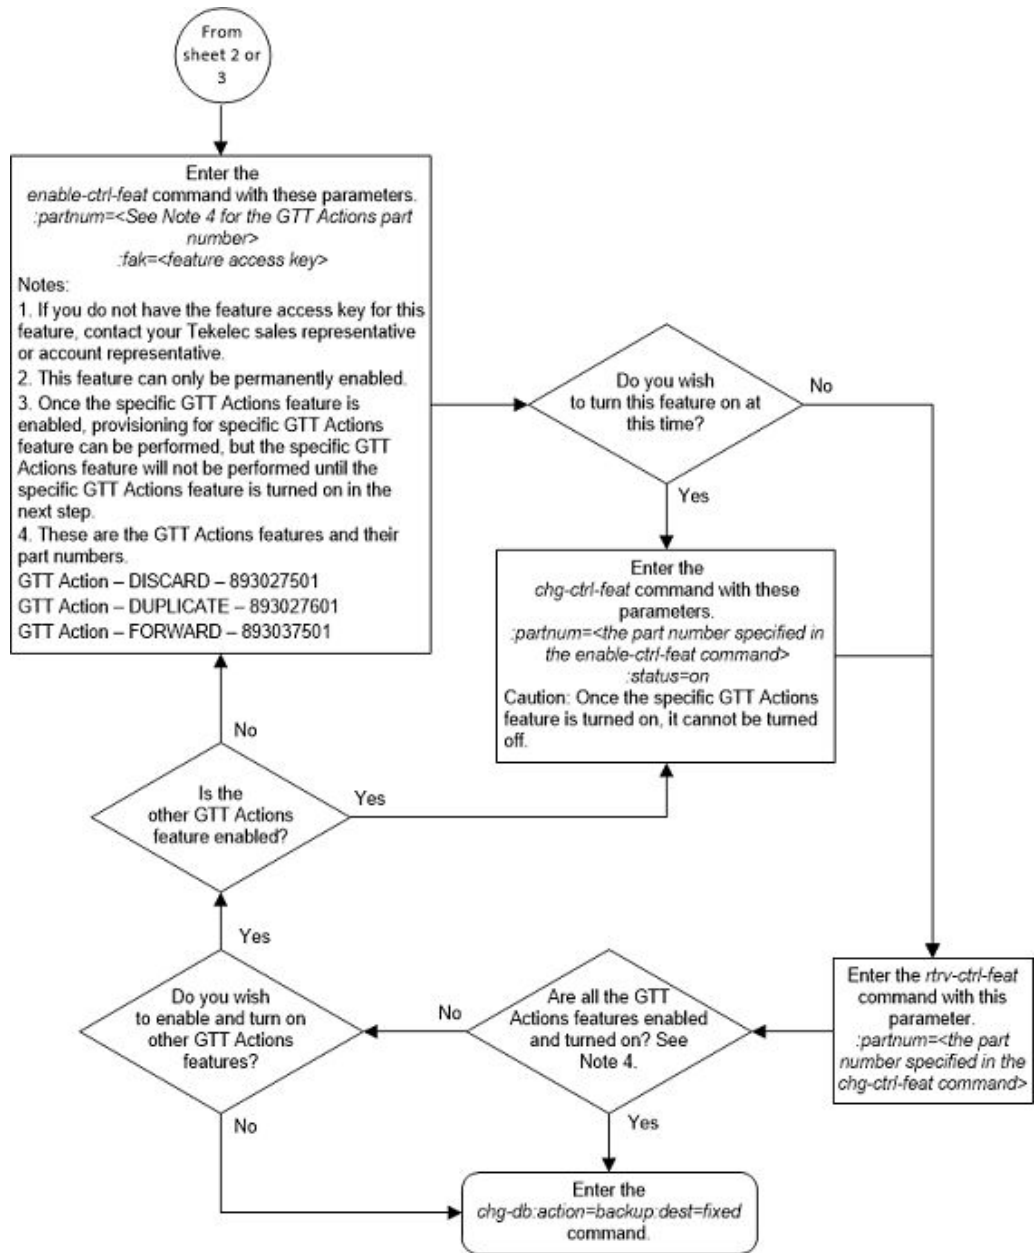 From
sheet 2 or
3
Enter the
enable-ctrl-feat command with these parameters.
:partnum=<See Note 4 for the GTT Actions part
number>
:fak=<feature access key>
Notes:
1. If you do not have the feature access key for this
feature, contact your Tekelec sales representative
or account representative.
2. This feature can only be permanently enabled.
3. Once the specific GTT Actions feature is
enabled, provisioning for specific GTT Actions
feature can be performed, but the specific GTT
Actions feature will not be performed until the
specific GTT Actions feature is turned on in the
next step.
4. These are the GTT Actions features and their
part numbers.
GTT Action – DISCARD – 893027501
GTT Action – DUPLICATE – 893027601
GTT Action – FORWARD – 893037501
Do you wish
to turn this feature on at
this time?
No
Yes
Enter the
chg-ctrl-feat command with these
parameters.
:partnum=<the part number specified in
the enable-ctrl-feat command>
:status=on
Caution: Once the specific GTT Actions
feature is turned on, it cannot be turned
off.
No
Is the
other GTT Actions
feature enabled?
Yes
Yes
Do you wish
to enable and turn on
other GTT Actions
features?
No
No
Are all the GTT
Actions features enabled
and turned on? See
Note 4.
Yes
Enter the rtrv-ctrl-feat
command with this
parameter.
:partnum=<the part
number specified in the
chg-ctrl-feat command>
Enter the
chg-db:action=backup:dest=fixed
command.